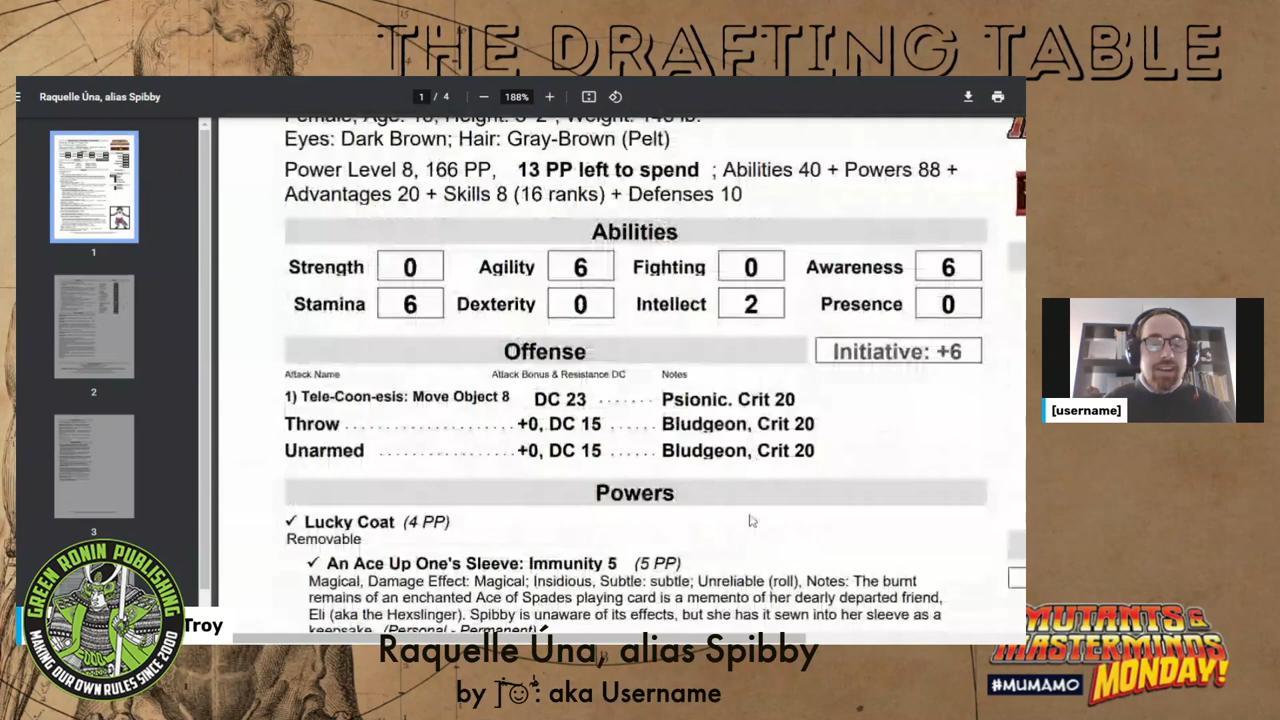 THE DRAFTING TABLE
Raquelle Úna, alias Spibby
1 / 4
188%
Eyes: Dark Brown; Hair: Gray-Brown (Pelt)
Power Level 8, 166 PP, 13 PP left to spend ; Abilities 40 + Powers 88 +
Advantages 20 + Skills 8 (16 ranks) + Defenses 10
Abilities
Strength 0 Agility 6 Fighting 0 Awareness 6
Stamina 6 Dexterity 0 Intellect 2 Presence 0
Offense
Initiative: +6
Attack Name Attack Bonus & Resistance DC Notes
1) Tele-Coon-esis: Move Object 8 DC 23 ...... Psionic. Crit 20
Throw +0, DC 15 ...... Bludgeon, Crit 20
Unarmed +0, DC 15 ...... Bludgeon, Crit 20
Powers
✓ Lucky Coat (4 PP)
Removable
✓ An Ace Up One's Sleeve: Immunity 5 (5 PP)
Magical, Damage Effect: Magical; Insidious, Subtle: subtle; Unreliable (roll), Notes: The burnt
remains of an enchanted Ace of Spades playing card is a memento of her dearly departed friend,
Eli (aka the Hexslinger). Spibby is unaware of its effects, but she has it sewn into her sleeve as a
keepsake. (Personal - Permanent)
1
2
3
[username]
GREEN RONIN PUBLISHING
MAKING OUR OWN RULES SINCE 2000
Troy
Raquelle Úna, alias Spibby
by aka Username
MUTANTS &
MASTERMINDS
MONDAY!
#MUMAMO